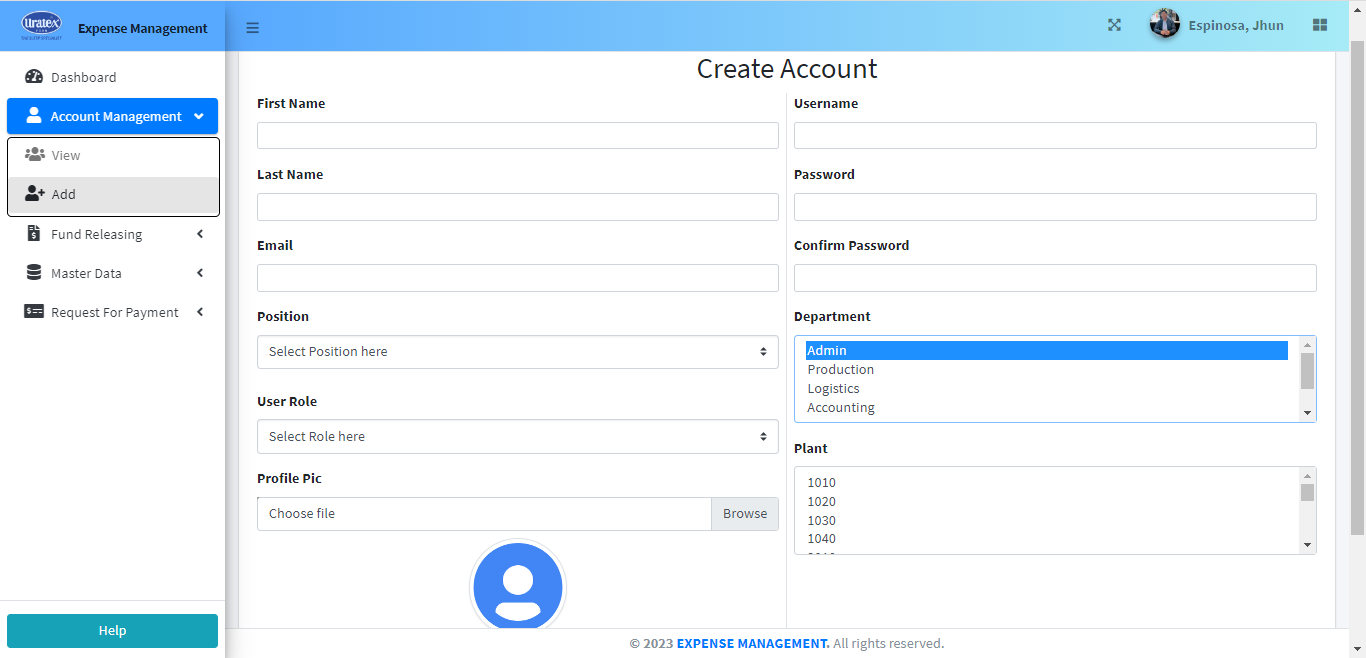 Uratex
Expense Management
Espinosa, Jhun
Dashboard
Account Management
View
Add
Fund Releasing
Master Data
Request For Payment
Help
Create Account
First Name
Last Name
Email
Position
Select Position here
User Role
Select Role here
Profile Pic
Choose file
Browse
Username
Password
Confirm Password
Department
Admin
Production
Logistics
Accounting
Plant
1010
1020
1030
1040
© 2023 EXPENSE MANAGEMENT. All rights reserved.